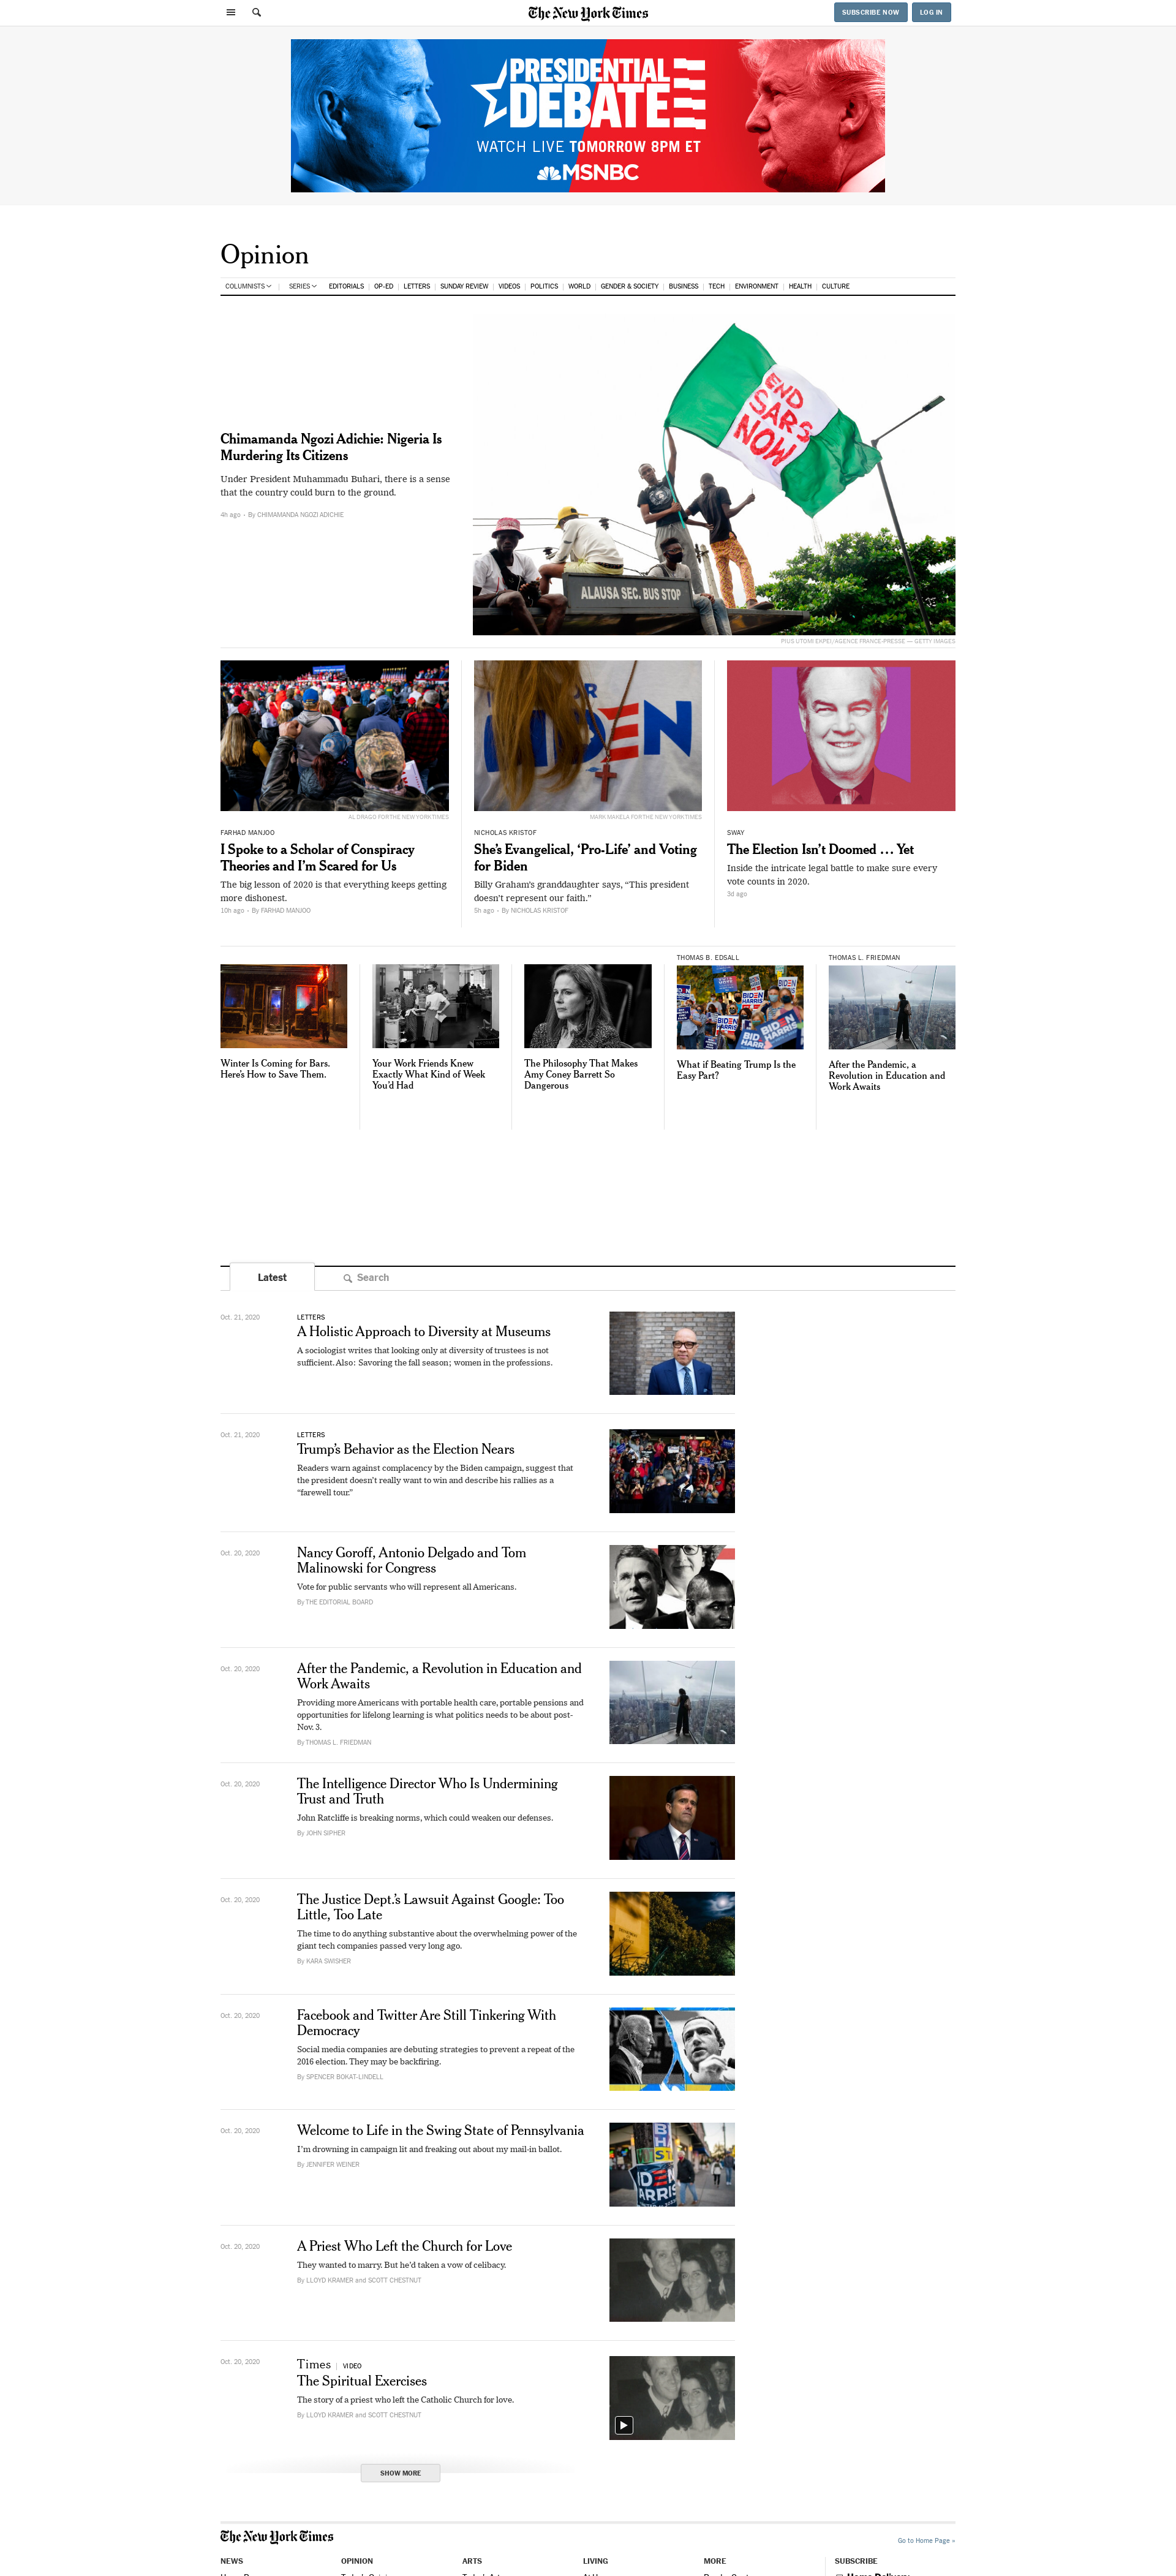 The New York Times
SUBSCRIBE NOW
LOG IN
PRESIDENTIAL
DEBATE
WATCH LIVE TOMORROW 8PM ET
MSNBC
Opinion
COLUMNISTS
SERIES
EDITORIALS
OP-ED
LETTERS
SUNDAY REVIEW
VIDEOS
POLITICS
WORLD
GENDER & SOCIETY
BUSINESS
TECH
ENVIRONMENT
HEALTH
CULTURE
END
SARS
NOW
ALAUSA SEC. BUS STOP
Chimamanda Ngozi Adichie: Nigeria Is
Murdering Its Citizens
Under President Muhammadu Buhari, there is a sense
that the country could burn to the ground.
4h ago • By CHIMAMANDA NGOZI ADICHIE
PIUS UTOMI EKPEI/AGENCE FRANCE-PRESSE — GETTY IMAGES
AL DRAGO FOR THE NEW YORK TIMES
FARHAD MANJOO
I Spoke to a Scholar of Conspiracy
Theories and I’m Scared for Us
The big lesson of 2020 is that everything keeps getting
more dishonest.
10h ago • By FARHAD MANJOO
MARK MAKELA FOR THE NEW YORK TIMES
NICHOLAS KRISTOF
She’s Evangelical, ‘Pro-Life’ and Voting
for Biden
Billy Graham’s granddaughter says, “This president
doesn’t represent our faith.”
5h ago • By NICHOLAS KRISTOF
SWAY
The Election Isn’t Doomed … Yet
Inside the intricate legal battle to make sure every
vote counts in 2020.
3d ago
Winter Is Coming for Bars.
Here’s How to Save Them.
Your Work Friends Knew
Exactly What Kind of Week
You’d Had
The Philosophy That Makes
Amy Coney Barrett So
Dangerous
THOMAS B. EDSALL
BIDEN
HARRIS
What if Beating Trump Is the
Easy Part?
THOMAS L. FRIEDMAN
After the Pandemic, a
Revolution in Education and
Work Awaits
Latest
Search
Oct. 21, 2020
LETTERS
A Holistic Approach to Diversity at Museums
A sociologist writes that looking only at diversity of trustees is not
sufficient. Also: Savoring the fall season; women in the professions.
Oct. 21, 2020
LETTERS
Trump’s Behavior as the Election Nears
Readers warn against complacency by the Biden campaign, suggest that
the president doesn’t really want to win and describe his rallies as a
“farewell tour.”
Oct. 20, 2020
Nancy Goroff, Antonio Delgado and Tom
Malinowski for Congress
Vote for public servants who will represent all Americans.
By THE EDITORIAL BOARD
Oct. 20, 2020
After the Pandemic, a Revolution in Education and
Work Awaits
Providing more Americans with portable health care, portable pensions and
opportunities for lifelong learning is what politics needs to be about post-
Nov. 3.
By THOMAS L. FRIEDMAN
Oct. 20, 2020
The Intelligence Director Who Is Undermining
Trust and Truth
John Ratcliffe is breaking norms, which could weaken our defenses.
By JOHN SIPHER
Oct. 20, 2020
The Justice Dept.’s Lawsuit Against Google: Too
Little, Too Late
The time to do anything substantive about the overwhelming power of the
giant tech companies passed very long ago.
By KARA SWISHER
Oct. 20, 2020
Facebook and Twitter Are Still Tinkering With
Democracy
Social media companies are debuting strategies to prevent a repeat of the
2016 election. They may be backfiring.
By SPENCER BOKAT-LINDELL
Oct. 20, 2020
Welcome to Life in the Swing State of Pennsylvania
I’m drowning in campaign lit and freaking out about my mail-in ballot.
By JENNIFER WEINER
Oct. 20, 2020
A Priest Who Left the Church for Love
They wanted to marry. But he’d taken a vow of celibacy.
By LLOYD KRAMER and SCOTT CHESTNUT
Oct. 20, 2020
Times | VIDEO
The Spiritual Exercises
The story of a priest who left the Catholic Church for love.
By LLOYD KRAMER and SCOTT CHESTNUT
SHOW MORE
The New York Times
Go to Home Page »
NEWS
OPINION
ARTS
LIVING
MORE
SUBSCRIBE